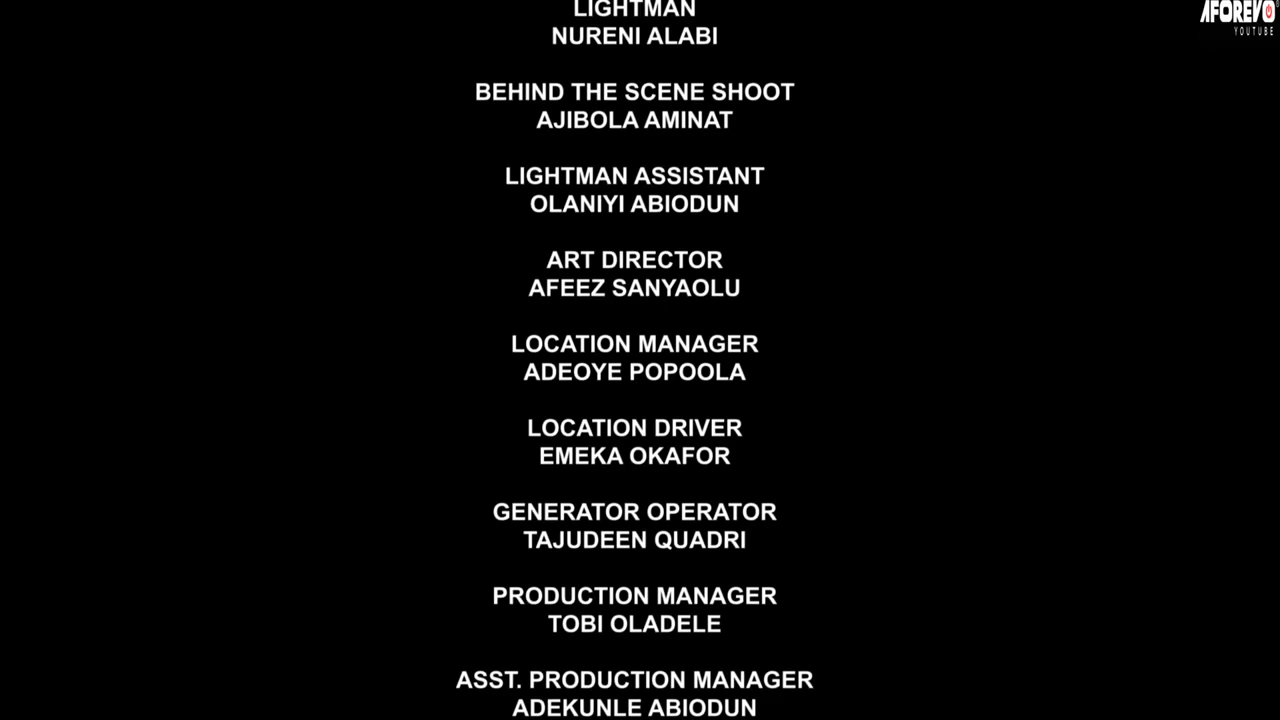 LIGHTMAN
NURENI ALABI
AFOREVO
YOUTUBE
BEHIND THE SCENE SHOOT
AJIBOLA AMINAT
LIGHTMAN ASSISTANT
OLANIYI ABIODUN
ART DIRECTOR
AFEEZ SANYAOLU
LOCATION MANAGER
ADEOYE POPOOLA
LOCATION DRIVER
EMEKA OKAFOR
GENERATOR OPERATOR
TAJUDEEN QUADRI
PRODUCTION MANAGER
TOBI OLADELE
ASST. PRODUCTION MANAGER
ADEKUNLE ABIODUN